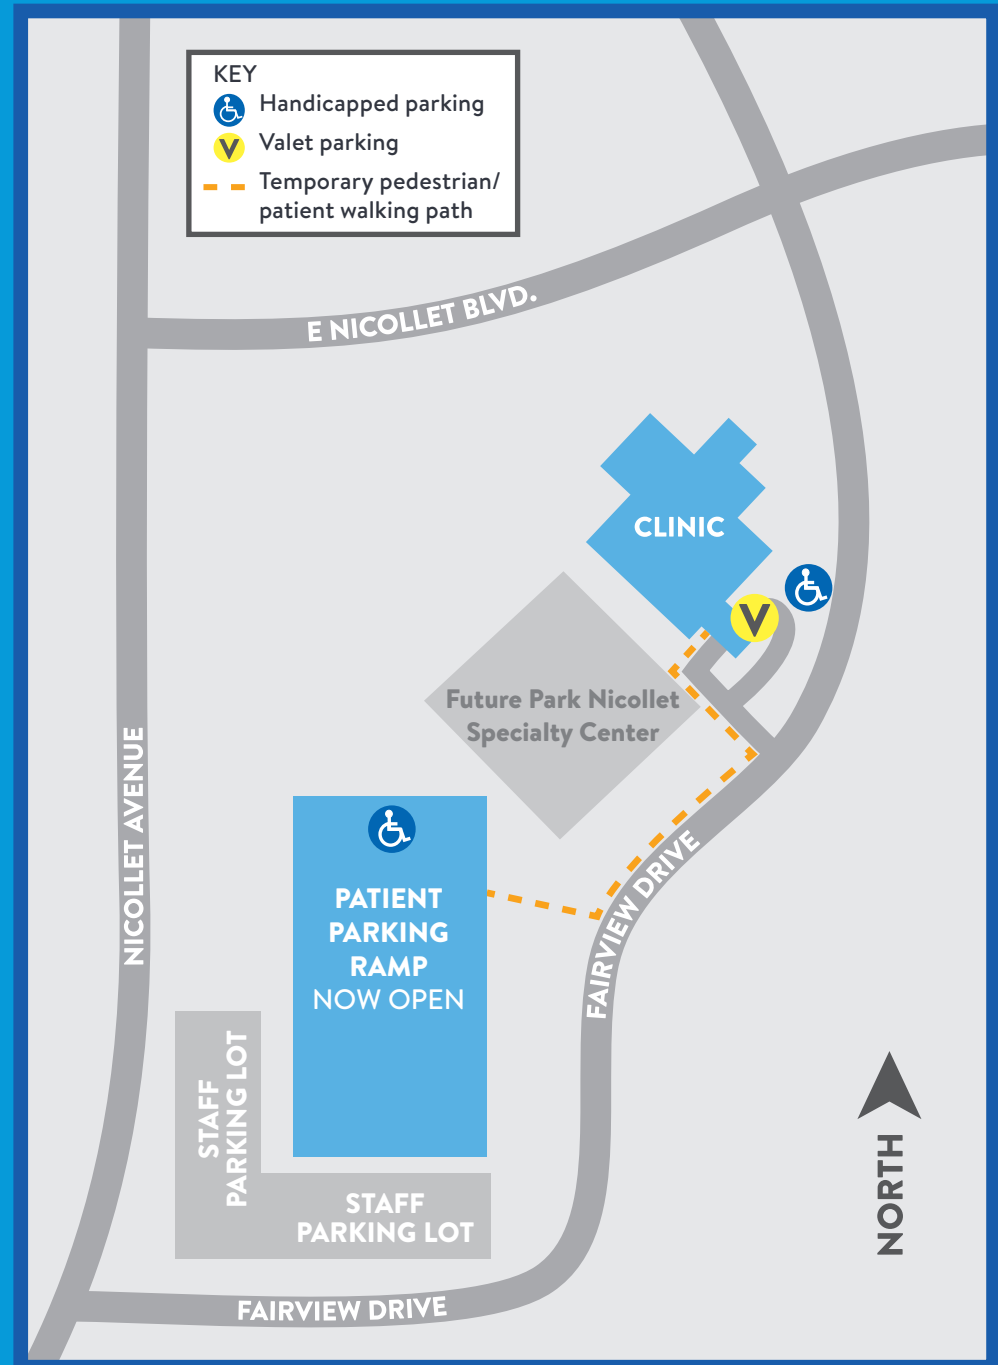 KEY
Handicapped parking
V Valet parking
Temporary pedestrian/
patient walking path
E NICOLLET BLVD.
CLINIC
V
Future Park Nicollet
Specialty Center
NICOLLET AVENUE
FAIRVIEW DRIVE
PATIENT
PARKING
RAMP
NOW OPEN
STAFF
PARKING LOT
STAFF
PARKING LOT
NORTH
FAIRVIEW DRIVE